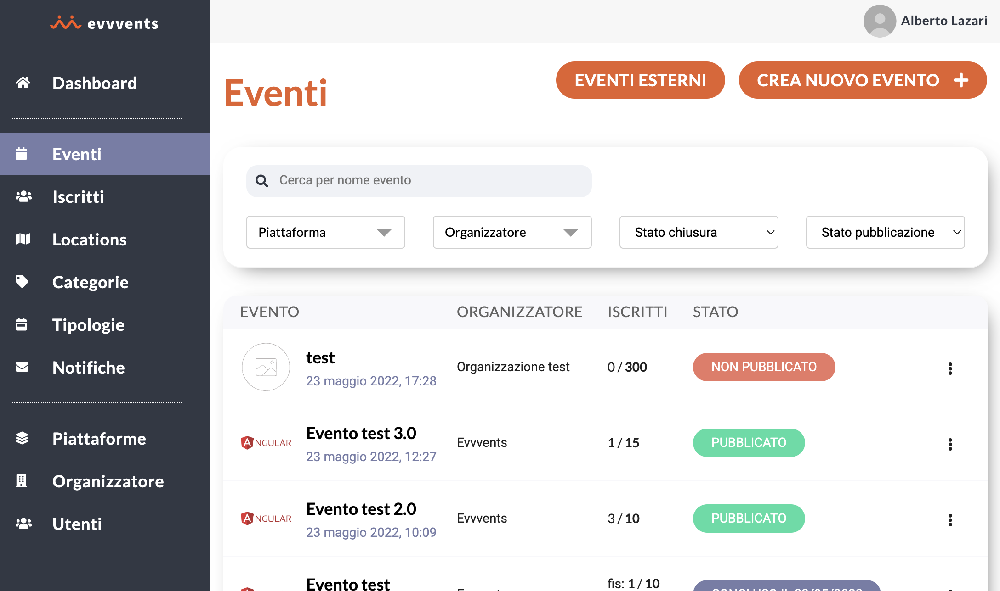 evvvents
Alberto Lazari
Dashboard
Eventi
Iscritti
Locations
Categorie
Tipologie
Notifiche
Piattaforme
Organizzatore
Utenti
Eventi
EVENTI ESTERNI
CREA NUOVO EVENTO
Cerca per nome evento
Piattaforma
Organizzatore
Stato chiusura
Stato pubblicazione
EVENTO ORGANIZZATORE ISCRITTI STATO
test
23 maggio 2022, 17:28
Organizzazione test
0 / 300
NON PUBBLICATO
ANGULAR
Evento test 3.0
23 maggio 2022, 12:27
Evvvents
1 / 15
PUBBLICATO
ANGULAR
Evento test 2.0
23 maggio 2022, 10:09
Evvvents
3 / 10
PUBBLICATO
Evento test
fis: 1 / 10